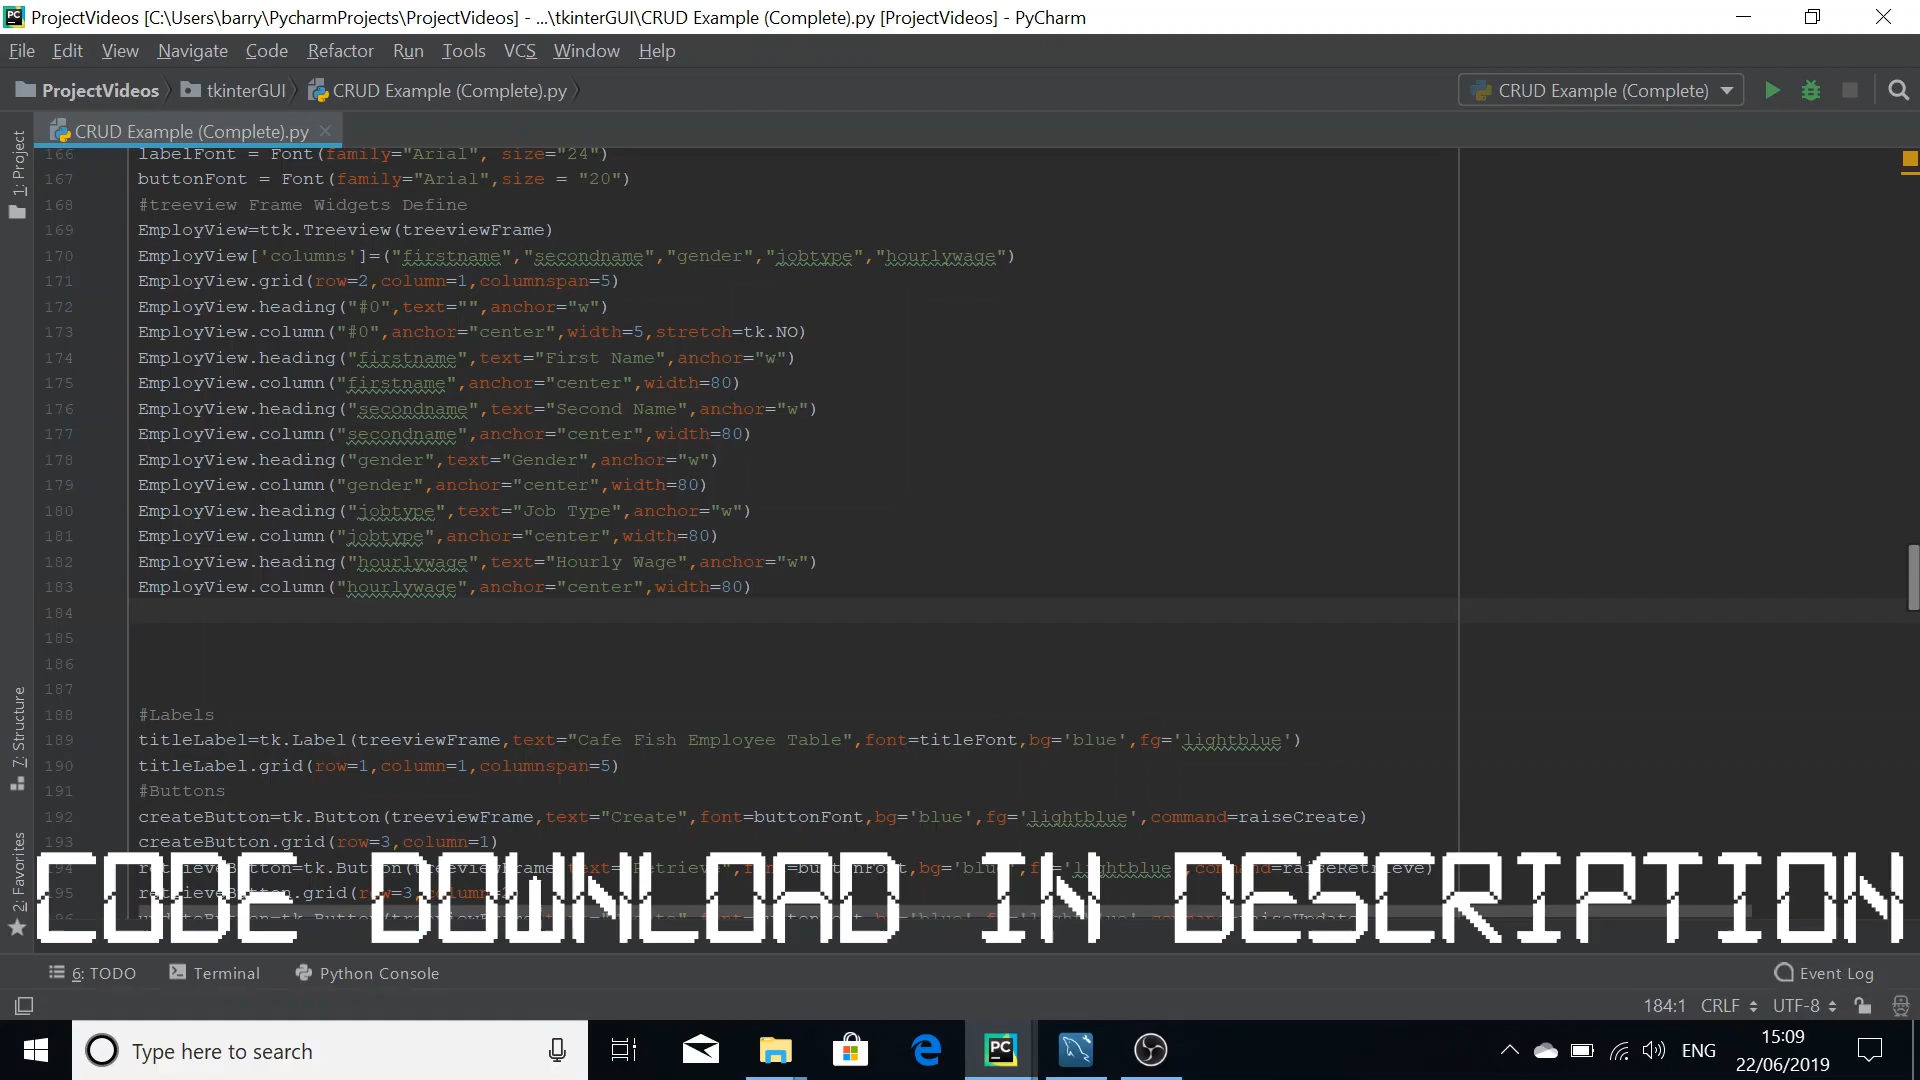 ProjectVideos [C:\Users\barry\PycharmProjects\ProjectVideos] - ...\tkinterGUI\CRUD Example (Complete).py [ProjectVideos] - PyCharm
File Edit View Navigate Code Refactor Run Tools VCS Window Help
ProjectVideos tkinterGUI CRUD Example (Complete).py CRUD Example (Complete)
CRUD Example (Complete).py
1: Project
7: Structure
2: Favorites
166 labelFont = Font(family="Arial", size="24")
167 buttonFont = Font(family="Arial",size = "20")
168 #treeview Frame Widgets Define
169 EmployView=ttk.Treeview(treeviewFrame)
170 EmployView['columns']=("firstname","secondname","gender","jobtype","hourlywage")
171 EmployView.grid(row=2,column=1,columnspan=5)
172 EmployView.heading("#0",text="",anchor="w")
173 EmployView.column("#0",anchor="center",width=5,stretch=tk.NO)
174 EmployView.heading("firstname",text="First Name",anchor="w")
175 EmployView.column("firstname",anchor="center",width=80)
176 EmployView.heading("secondname",text="Second Name",anchor="w")
177 EmployView.column("secondname",anchor="center",width=80)
178 EmployView.heading("gender",text="Gender",anchor="w")
179 EmployView.column("gender",anchor="center",width=80)
180 EmployView.heading("jobtype",text="Job Type",anchor="w")
181 EmployView.column("jobtype",anchor="center",width=80)
182 EmployView.heading("hourlywage",text="Hourly Wage",anchor="w")
183 EmployView.column("hourlywage",anchor="center",width=80)
184
185
186
187
188 #Labels
189 titleLabel=tk.Label(treeviewFrame,text="Cafe Fish Employee Table",font=titleFont,bg='blue',fg='lightblue')
190 titleLabel.grid(row=1,column=1,columnspan=5)
191 #Buttons
192 createButton=tk.Button(treeviewFrame,text="Create",font=buttonFont,bg='blue',fg='lightblue',command=raiseCreate)
193 createButton.grid(row=3,column=1)
CODE DOWNLOAD IN DESCRIPTION
6: TODO Terminal Python Console Event Log
184:1 CRLF UTF-8
Type here to search
ENG
15:09
22/06/2019